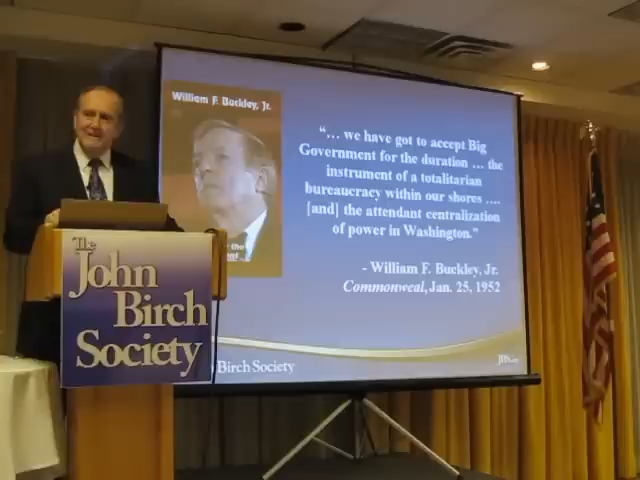 William F. Buckley, Jr.
"... we have got to accept Big
Government for the duration ... the
instrument of a totalitarian
bureaucracy within our shores ....
[and] the attendant centralization
of power in Washington."
- William F. Buckley, Jr.
Commonweal, Jan. 25, 1952
The
John
Birch
Society
Birch Society